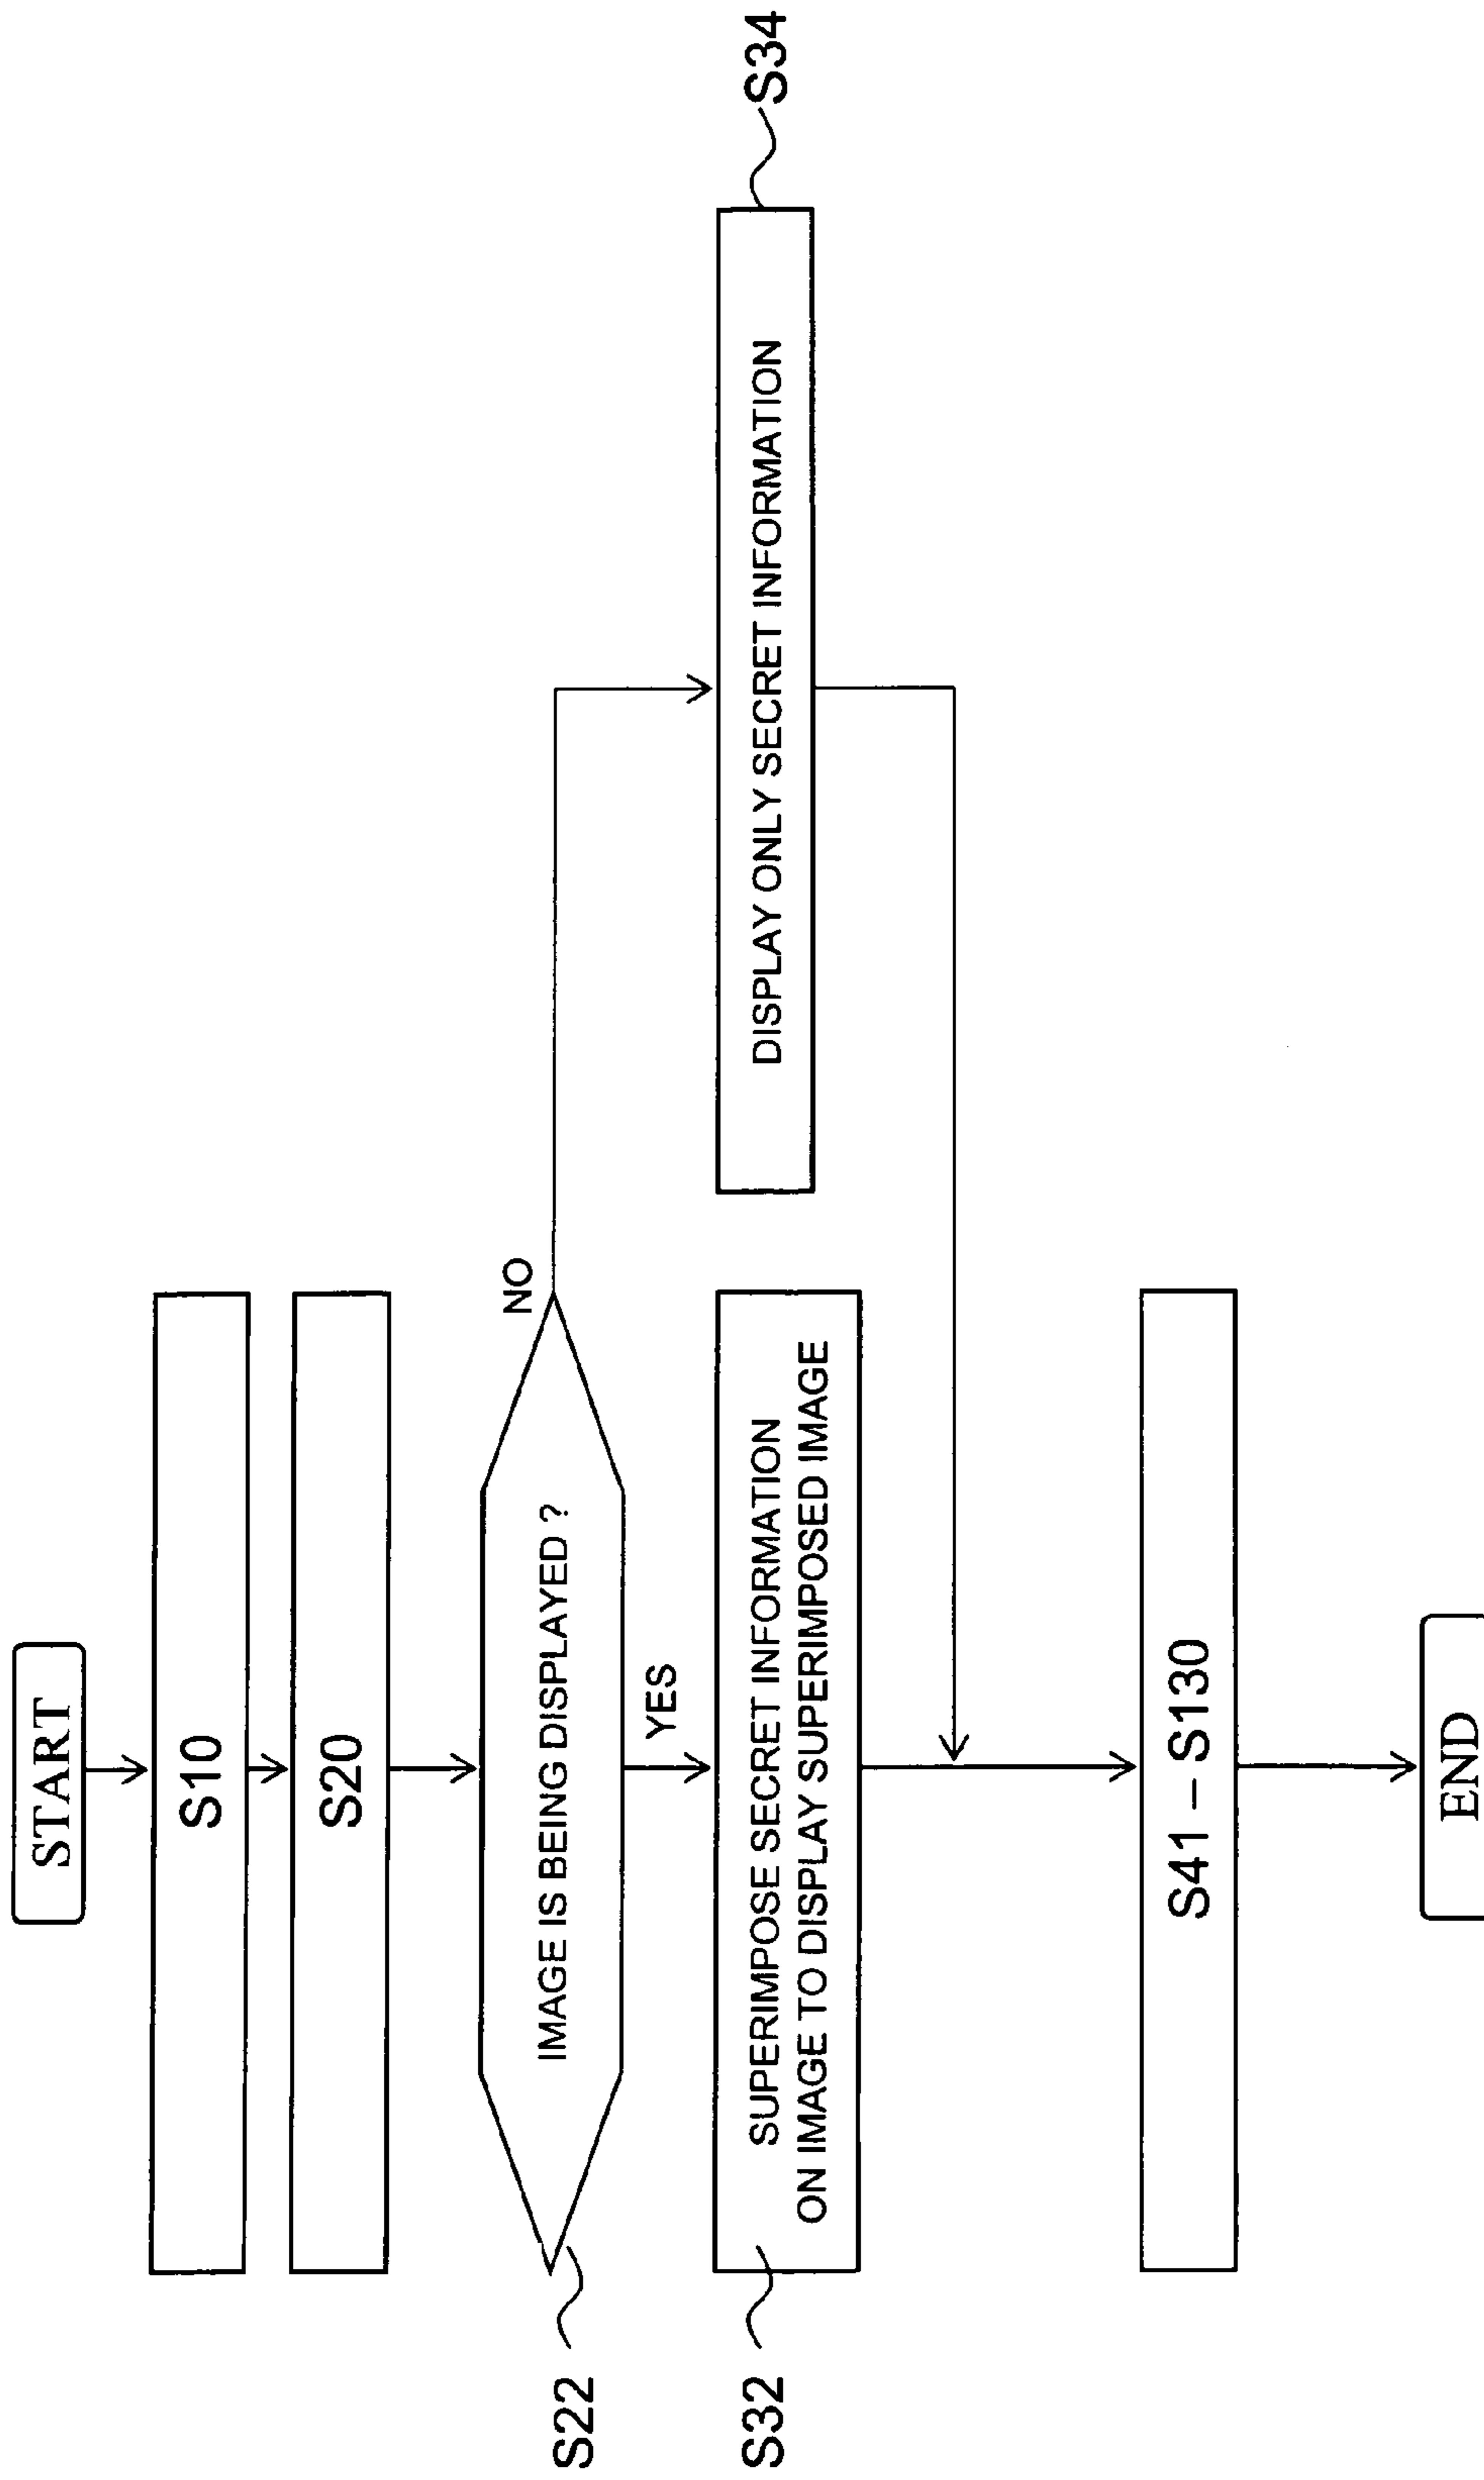 START
S10
S20
S22
IMAGE IS BEING DISPLAYED ?
NO
YES
S32
SUPERIMPOSE SECRET INFORMATION
ON IMAGE TO DISPLAY SUPERIMPOSED IMAGE
DISPLAY ONLY SECRET INFORMATION
S34
S41 – S130
END